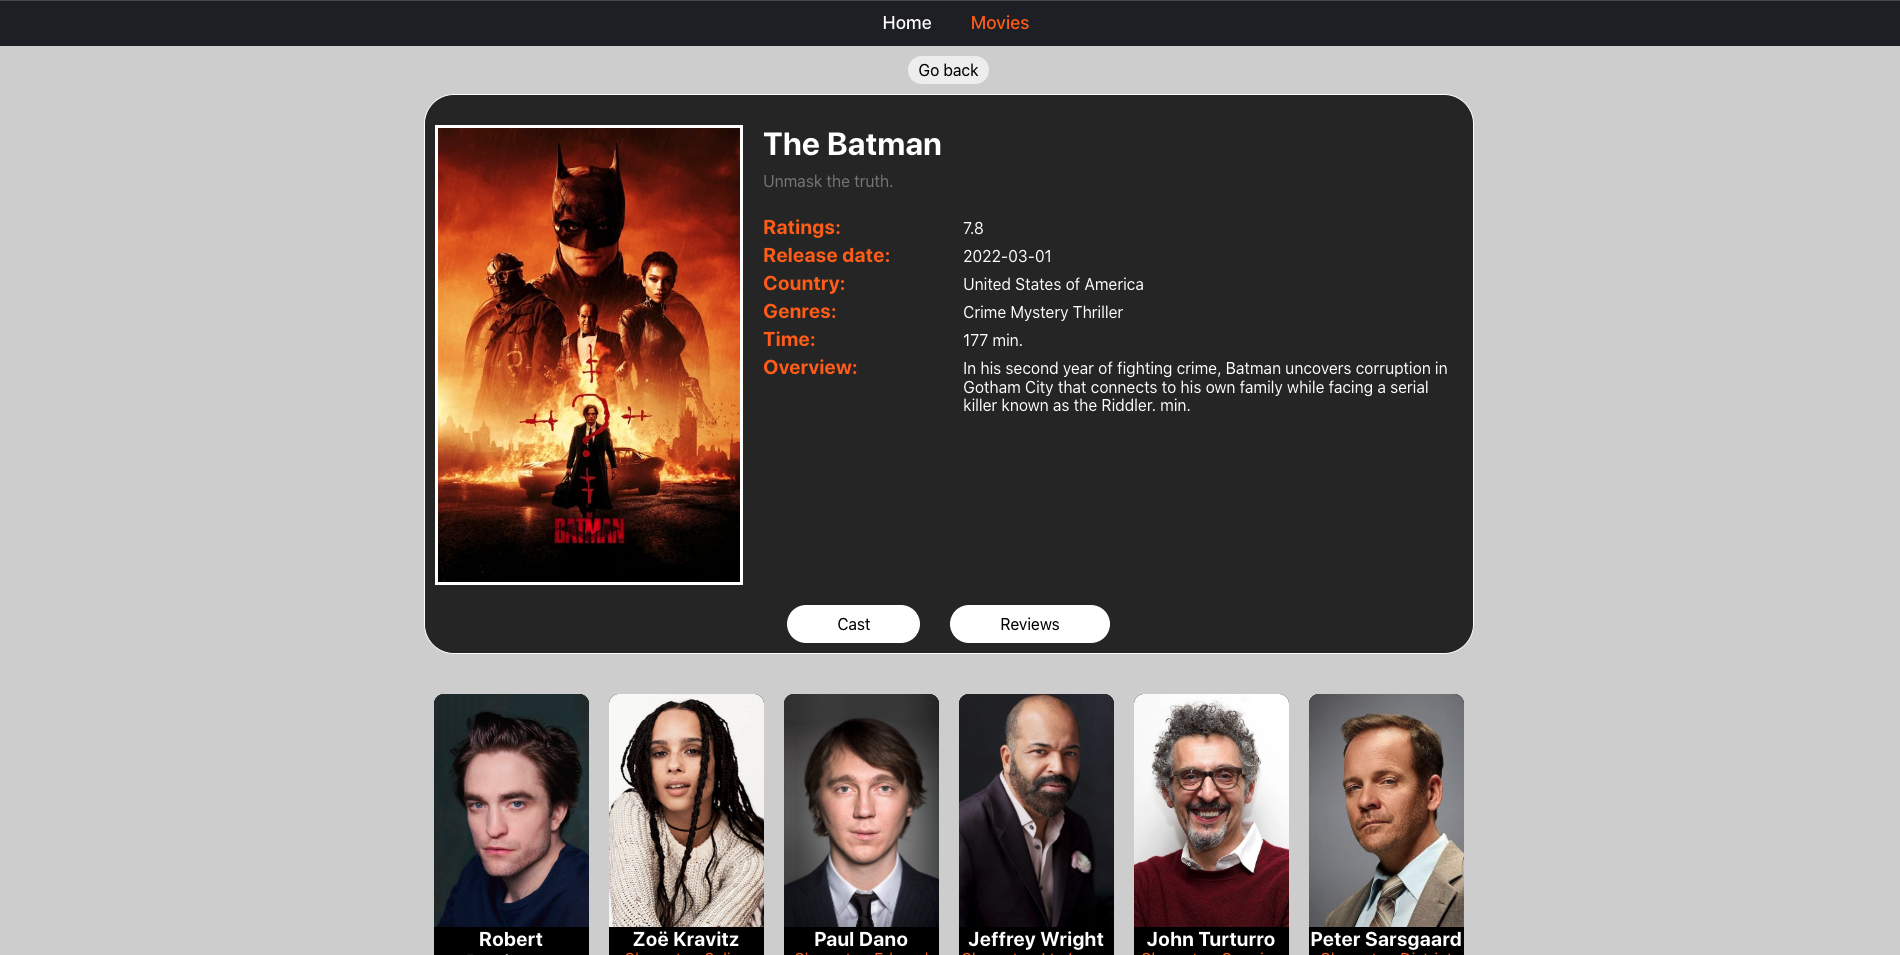 Home Movies
Go back
The Batman
Unmask the truth.
Ratings: 7.8
Release date: 2022-03-01
Country: United States of America
Genres: Crime Mystery Thriller
Time: 177 min.
Overview: In his second year of fighting crime, Batman uncovers corruption in
Gotham City that connects to his own family while facing a serial
killer known as the Riddler. min.
BATMAN
Cast Reviews
Robert Zoë Kravitz Paul Dano Jeffrey Wright John Turturro Peter Sarsgaard